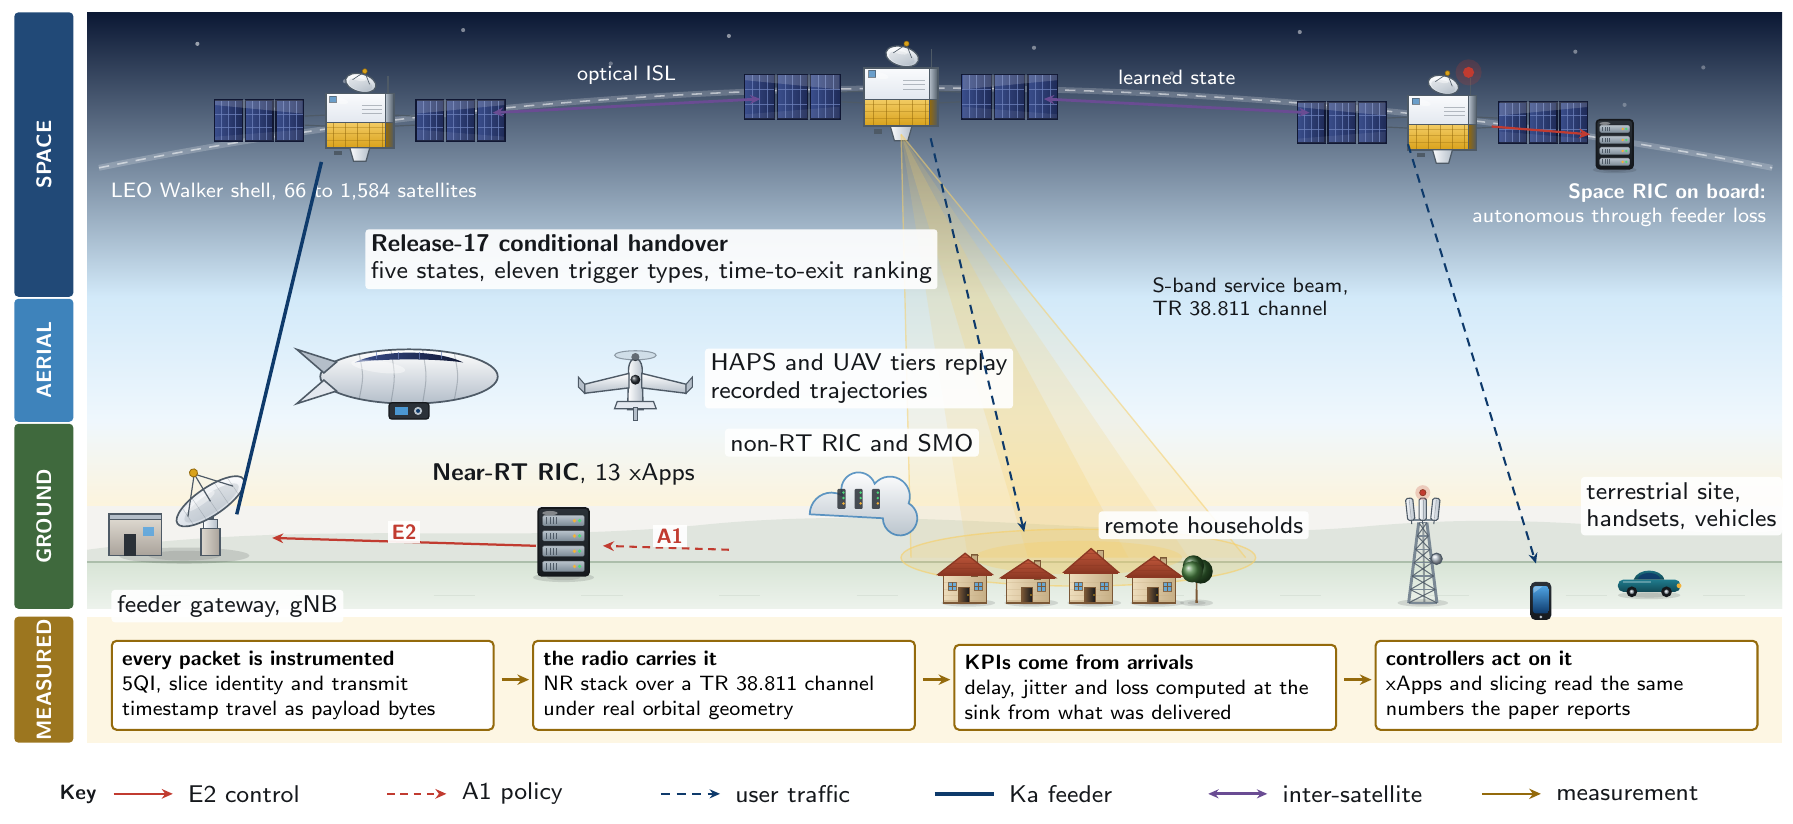 SPACE
optical ISL
learned state
LEO Walker shell, 66 to 1,584 satellites
Space RIC on board:
autonomous through feeder loss
Release-17 conditional handover
five states, eleven trigger types, time-to-exit ranking
S-band service beam,
TR 38.811 channel
AERIAL
HAPS and UAV tiers replay
recorded trajectories
non-RT RIC and SMO
GROUND
Near-RT RIC, 13 xApps
terrestrial site,
handsets, vehicles
remote households
E2
A1
feeder gateway, gNB
MEASURED
every packet is instrumented
5QI, slice identity and transmit
timestamp travel as payload bytes
the radio carries it
NR stack over a TR 38.811 channel
under real orbital geometry
KPIs come from arrivals
delay, jitter and loss computed at the
sink from what was delivered
controllers act on it
xApps and slicing read the same
numbers the paper reports
Key
E2 control
A1 policy
user traffic
Ka feeder
inter-satellite
measurement